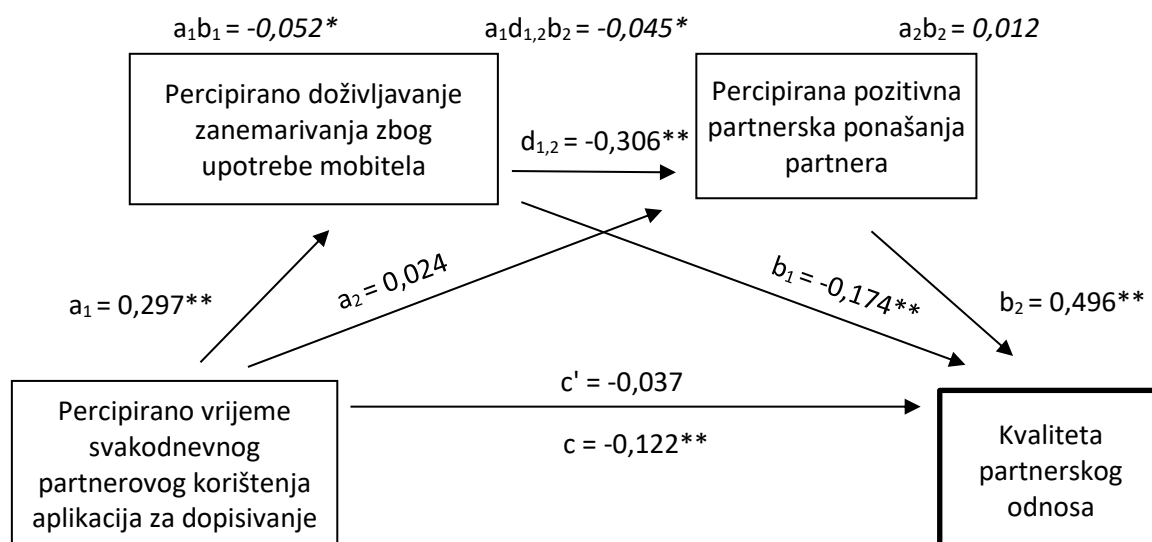 a₁b₁ = -0,052*
a₁d₁,₂b₂ = -0,045*
a₂b₂ = 0,012
Percipirano doživljavanje
zanemarivanja zbog
upotrebe mobitela
d₁,₂ = -0,306**
Percipirana pozitivna
partnerska ponašanja
partnera
a₁ = 0,297**
a₂ = 0,024
b₁ = -0,174**
b₂ = 0,496**
Percipirano vrijeme
svakodnevnog
partnerovog korištenja
aplikacija za dopisivanje
c' = -0,037
c = -0,122**
Kvaliteta
partnerskog
odnosa